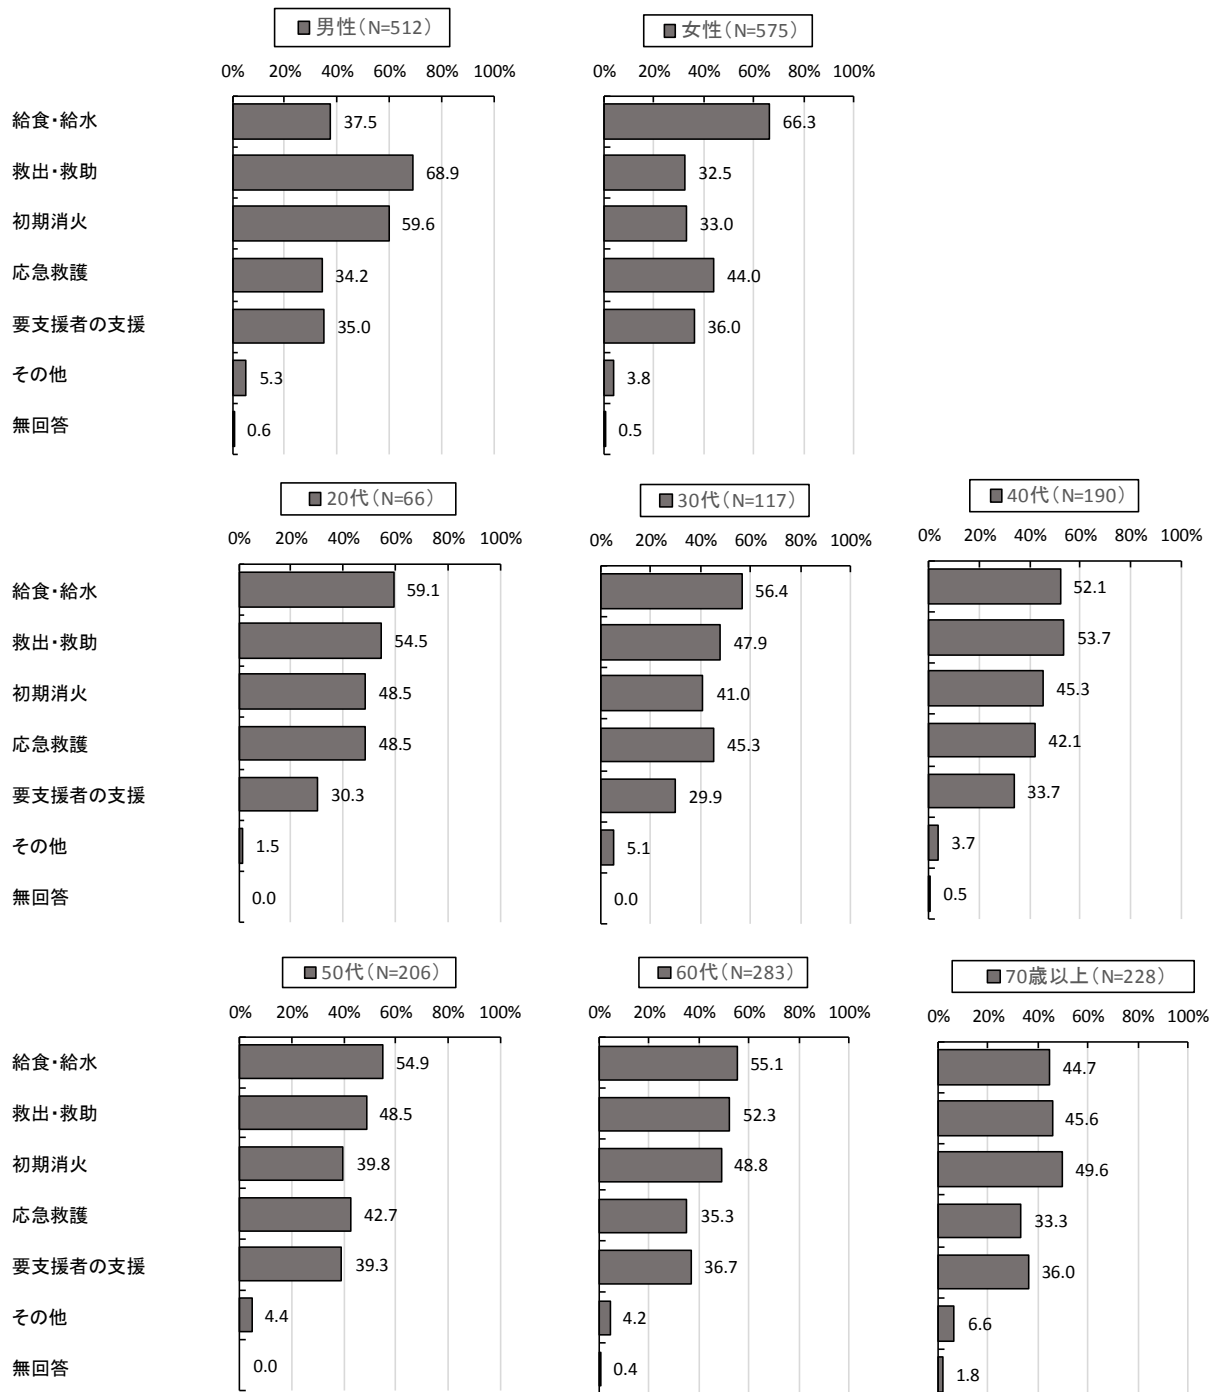 男性(N=512)
0% 20% 40% 60% 80% 100%
給食・給水 37.5
救出・救助 68.9
初期消火 59.6
応急救護 34.2
要支援者の支援 35.0
その他 5.3
無回答 0.6
女性(N=575)
0% 20% 40% 60% 80% 100%
66.3
32.5
33.0
44.0
36.0
3.8
0.5
20代(N=66)
0% 20% 40% 60% 80% 100%
給食・給水 59.1
救出・救助 54.5
初期消火 48.5
応急救護 48.5
要支援者の支援 30.3
その他 1.5
無回答 0.0
30代(N=117)
0% 20% 40% 60% 80% 100%
56.4
47.9
41.0
45.3
29.9
5.1
0.0
40代(N=190)
0% 20% 40% 60% 80% 100%
52.1
53.7
45.3
42.1
33.7
3.7
0.5
50代(N=206)
0% 20% 40% 60% 80% 100%
給食・給水 54.9
救出・救助 48.5
初期消火 39.8
応急救護 42.7
要支援者の支援 39.3
その他 4.4
無回答 0.0
60代(N=283)
0% 20% 40% 60% 80% 100%
55.1
52.3
48.8
35.3
36.7
4.2
0.4
70歳以上(N=228)
0% 20% 40% 60% 80% 100%
44.7
45.6
49.6
33.3
36.0
6.6
1.8